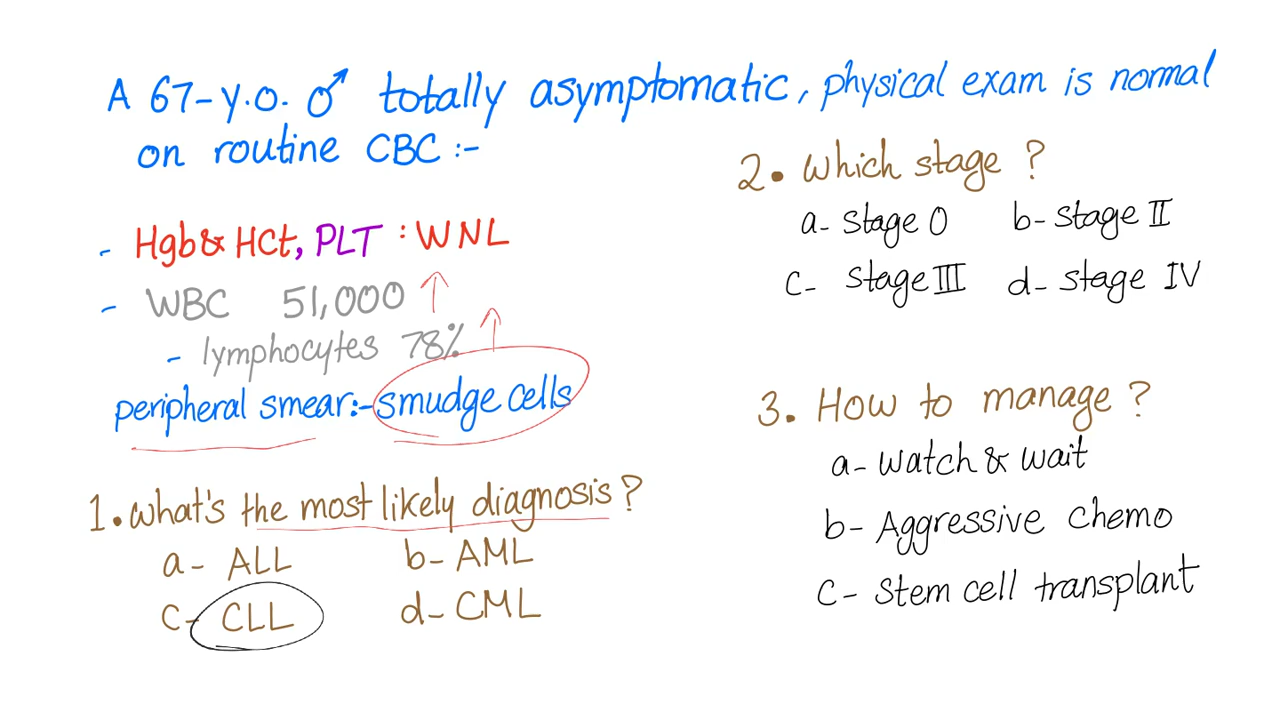 A 67-y.o. ♂ totally asymptomatic, physical exam is normal
on routine CBC :-
- Hgb & HCt, PLT : WNL
- WBC 51,000 ↑
- lymphocytes 78% ↑
peripheral smear:- smudge cells
1. What's the most likely diagnosis ?
a- ALL b- AML
c- CLL d- CML
2. Which stage ?
a- Stage 0 b- Stage II
c- Stage III d- Stage IV
3. How to manage ?
a- Watch & wait
b- Aggressive Chemo
c- Stem cell transplant